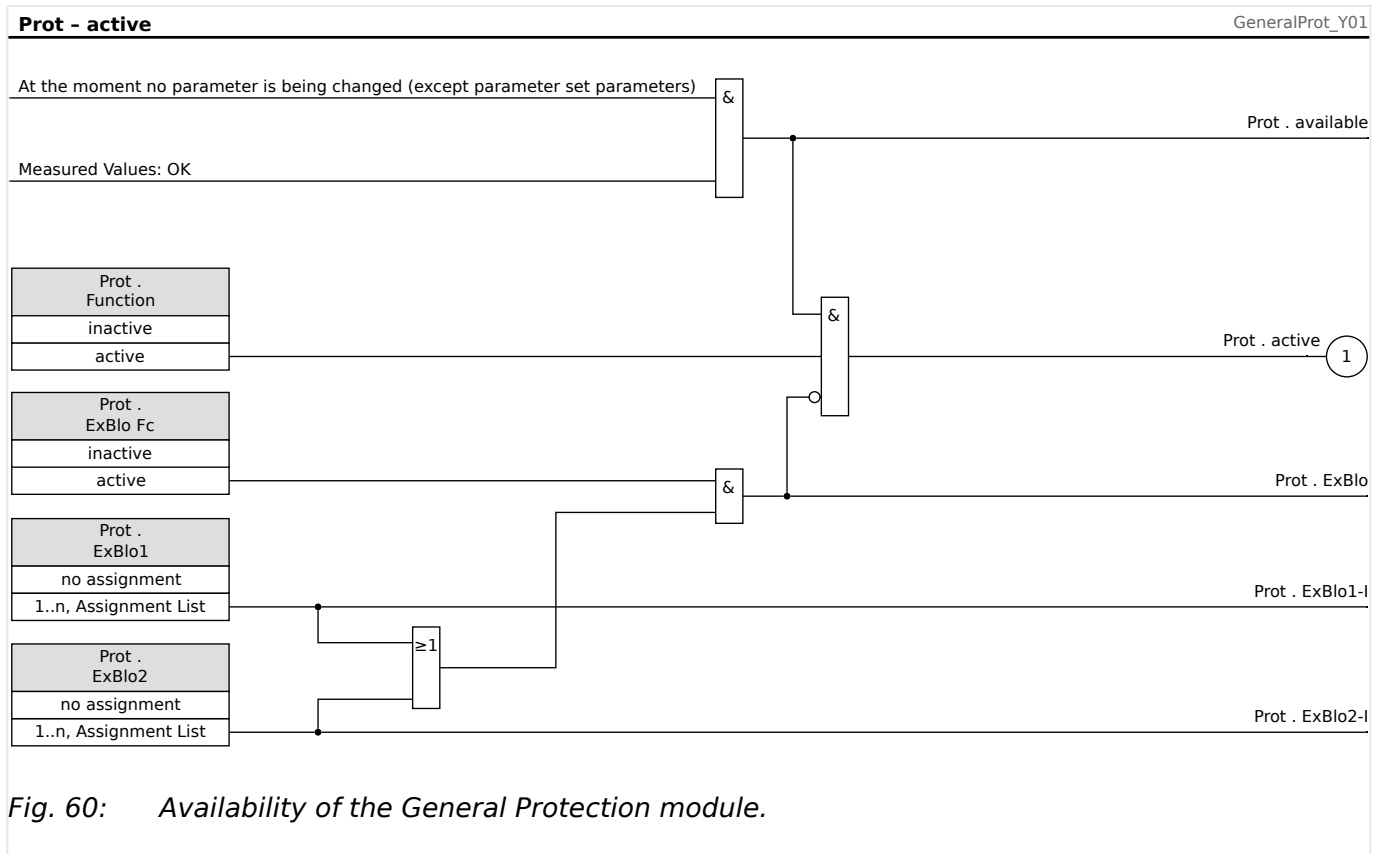 Prot – active
GeneralProt_Y01
At the moment no parameter is being changed (except parameter set parameters)
&
Prot . available
Measured Values: OK
Prot .
Function
inactive
active
&
Prot . active
1
Prot .
ExBlo Fc
inactive
active
&
Prot . ExBlo
Prot .
ExBlo1
no assignment
1..n, Assignment List
Prot . ExBlo1-I
≥1
Prot .
ExBlo2
no assignment
1..n, Assignment List
Prot . ExBlo2-I
Fig. 60: Availability of the General Protection module.